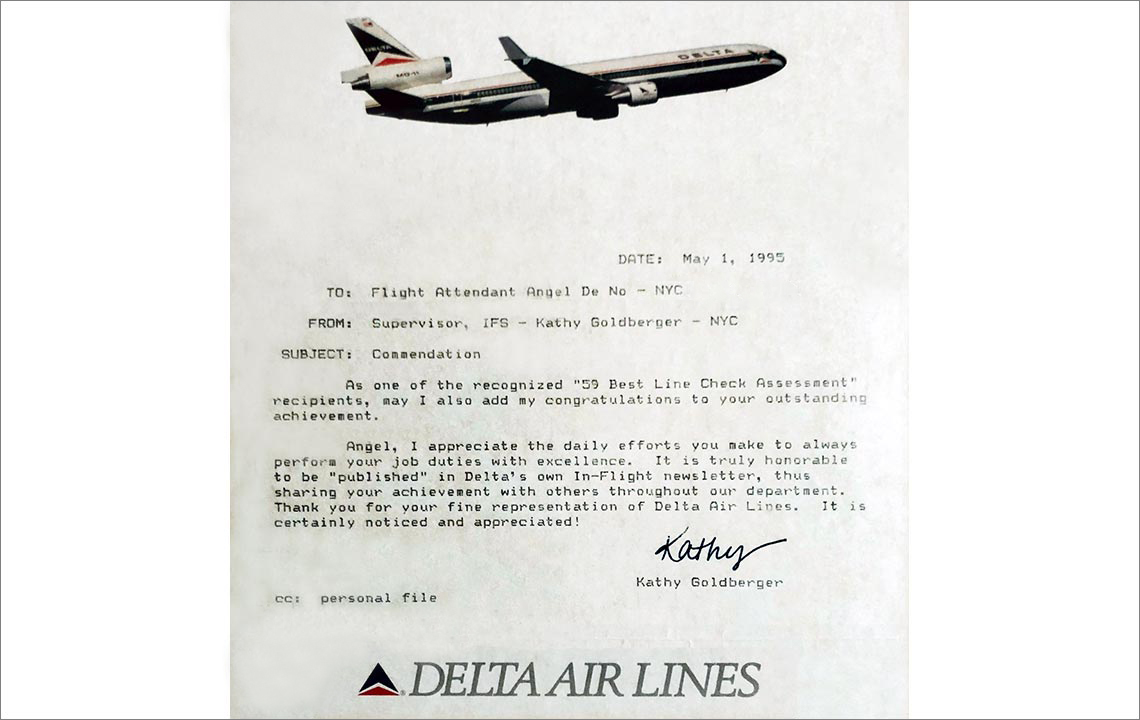 DELTA
DELTA
MD-11
DATE: May 1, 1995
TO: Flight Attendant Angel De No - NYC
FROM: Supervisor, IFS - Kathy Goldberger - NYC
SUBJECT: Commendation
As one of the recognized "59 Best Line Check Assessment"
recipients, may I also add my congratulations to your outstanding
achievement.
Angel, I appreciate the daily efforts you make to always
perform your job duties with excellence. It is truly honorable
to be "published" in Delta's own In-Flight newsletter, thus
sharing your achievement with others throughout our department.
Thank you for your fine representation of Delta Air Lines. It is
certainly noticed and appreciated!
Kathy
Kathy Goldberger
cc: personal file
DELTA AIR LINES